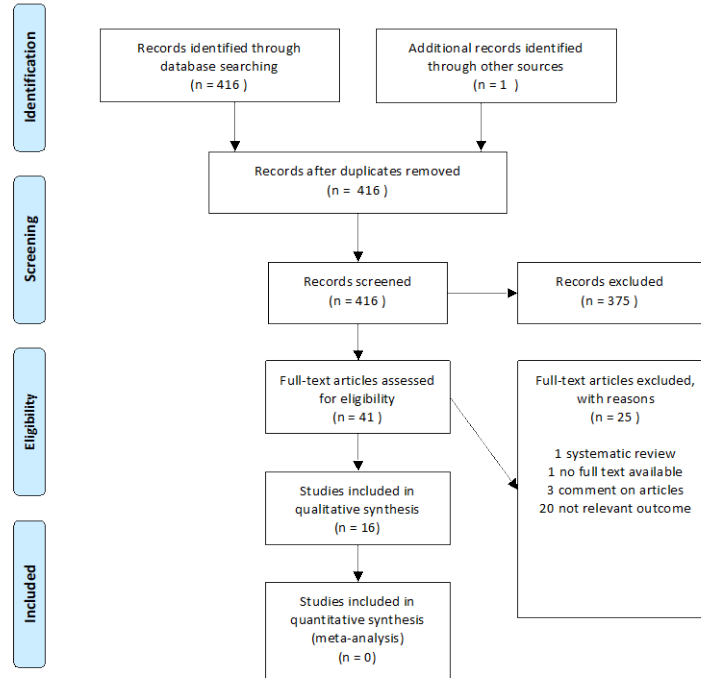 Identification
Records identified through
database searching
(n = 416 )
Additional records identified
through other sources
(n = 1 )
Records after duplicates removed
(n = 416 )
Screening
Records screened
(n = 416 )
Records excluded
(n = 375 )
Eligibility
Full-text articles assessed
for eligibility
(n = 41 )
Full-text articles excluded,
with reasons
(n = 25 )
1 systematic review
1 no full text available
3 comment on articles
20 not relevant outcome
Studies included in
qualitative synthesis
(n = 16)
Included
Studies included in
quantitative synthesis
(meta-analysis)
(n = 0)